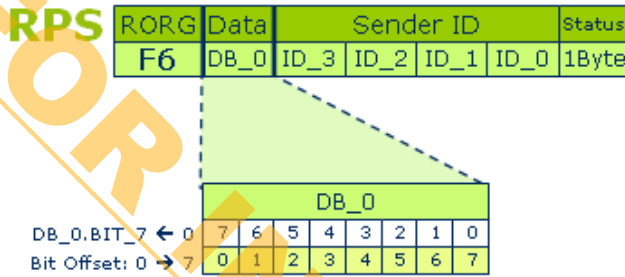 RPS RORG Data Sender ID Status
F6 DB_0 ID_3 ID_2 ID_1 ID_0 1Byte
DB_0
DB_0.BIT_7 ← 0 7 6 5 4 3 2 1 0
Bit Offset: 0 → 7 0 1 2 3 4 5 6 7